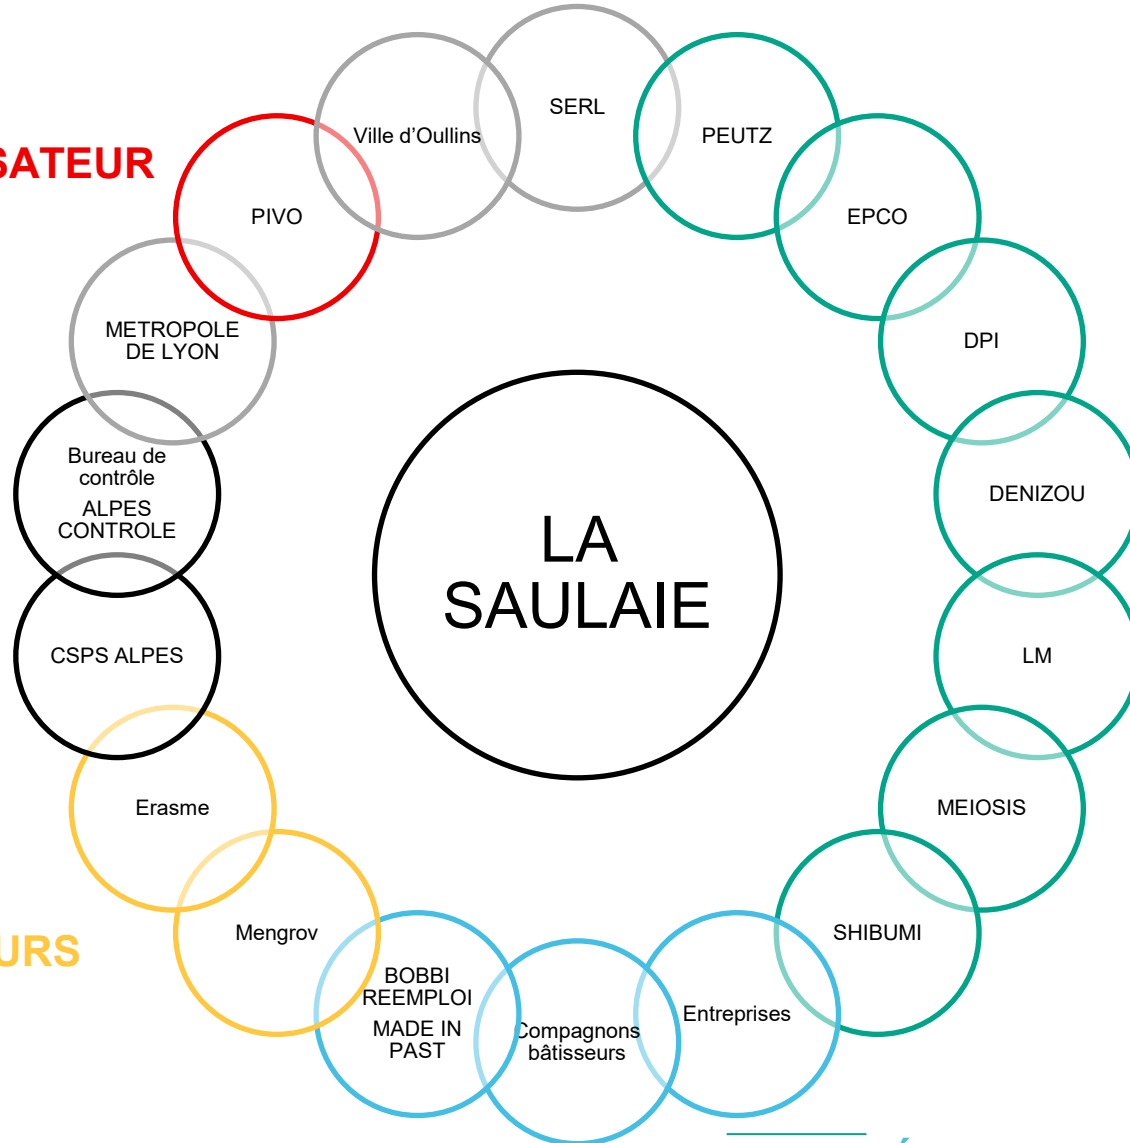 SERL
Ville d’Oullins
PEUTZ
SATEUR
PIVO
EPCO
METROPOLE
DE LYON
DPI
Bureau de
contrôle
ALPES
CONTROLE
DENIZOU
LA
SAULAIE
CSPS ALPES
LM
Erasme
MEIOSIS
Mengrov
SHIBUMI
URS
BOBBI
REEMPLOI
MADE IN
PAST
Compagnons
bâtisseurs
Entreprises